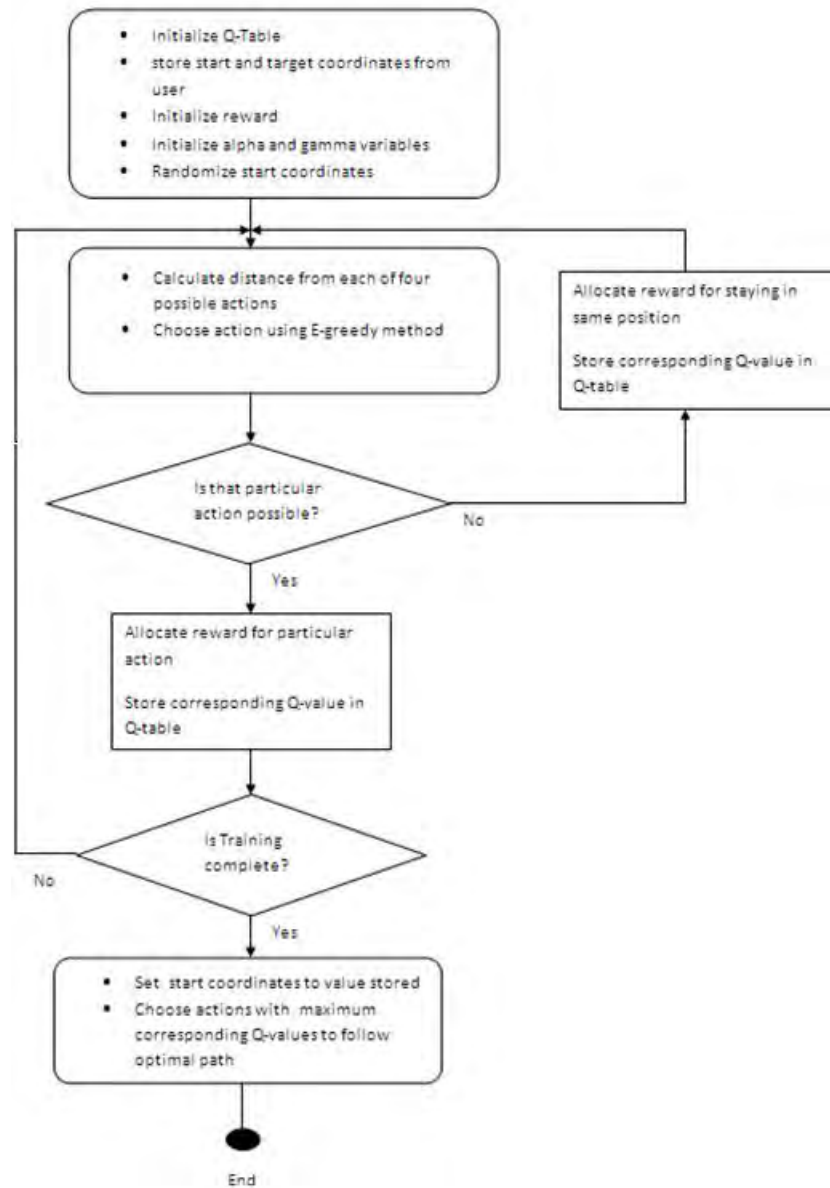 Initialize Q-Table
store start and target coordinates from
user
Initialize reward
Initialize alpha and gamma variables
Randomize start coordinates
Calculate distance from each of four
possible actions
Choose action using E-greedy method
Allocate reward for staying in
same position
Store corresponding Q-value in
Q-table
Is that particular
action possible?
No
Yes
Allocate reward for particular
action
Store corresponding Q-value in
Q-table
Is Training
complete?
No
Yes
Set start coordinates to value stored
Choose actions with maximum
corresponding Q-values to follow
optimal path
End